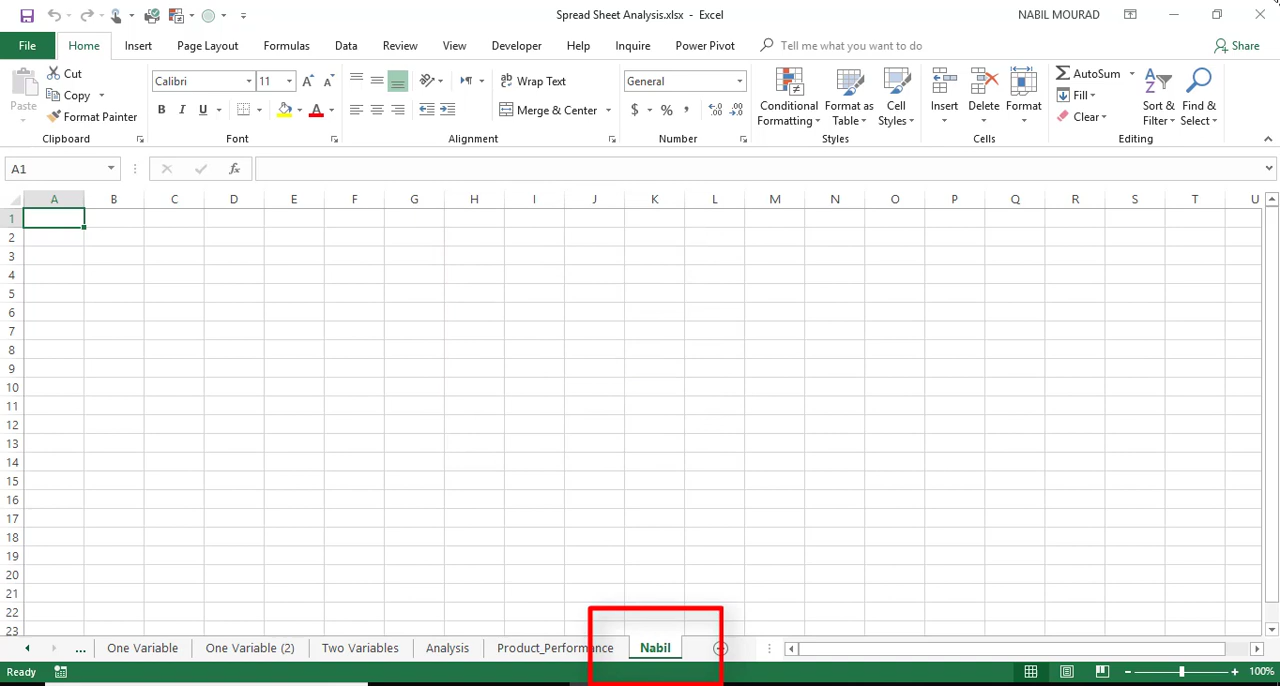 Spread Sheet Analysis.xlsx - Excel
NABIL MOURAD
File Home Insert Page Layout Formulas Data Review View Developer Help Inquire Power Pivot Tell me what you want to do Share
Paste
Cut
Copy
Format Painter
Clipboard
Calibri 11
B I U A
Font
Wrap Text
Merge & Center
Alignment
General
$ % ,
Number
Conditional Formatting
Format as Table
Cell Styles
Styles
Insert Delete Format
Cells
AutoSum
Fill
Clear
Sort & Filter
Find & Select
Editing
A1 fx
A B C D E F G H I J K L M N O P Q R S T U
1
2
3
4
5
6
7
8
9
10
11
12
13
14
15
16
17
18
19
20
21
22
23
... One Variable One Variable (2) Two Variables Analysis Product_Performance Nabil
Ready 100%